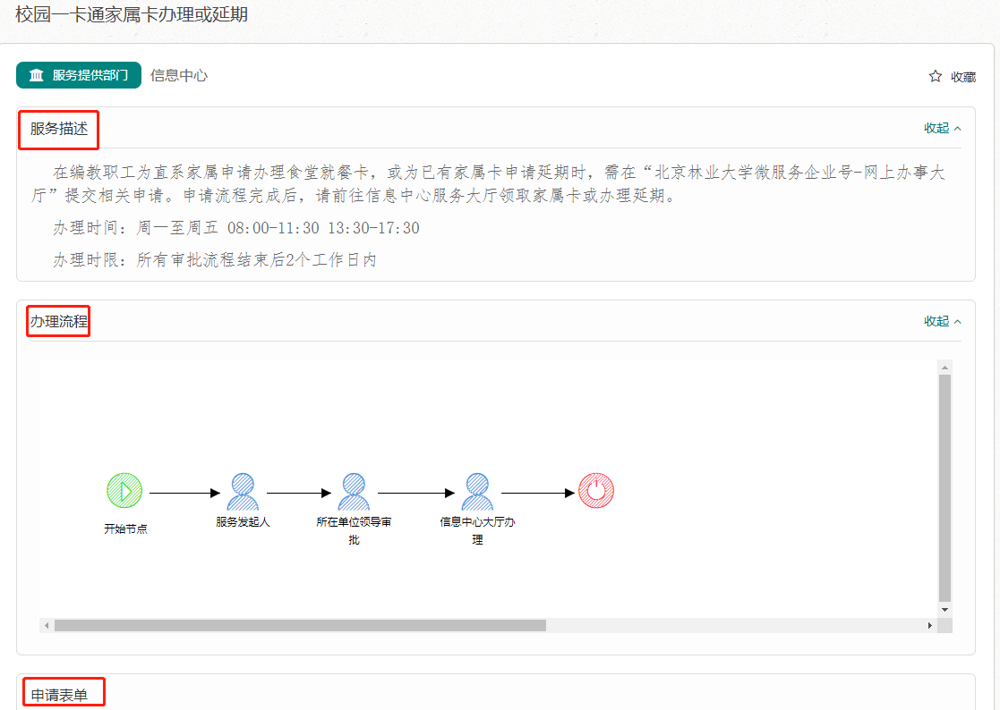 校园一卡通家属卡办理或延期
服务提供部门 信息中心 收藏
服务描述 收起
在编教职工为直系家属申请办理食堂就餐卡，或为已有家属卡申请延期时，需在“北京林业大学微服务企业号-网上办事大
厅”提交相关申请。申请流程完成后，请前往信息中心服务大厅领取家属卡或办理延期。
办理时间：周一至周五 08:00-11:30 13:30-17:30
办理时限：所有审批流程结束后2个工作日内
办理流程 收起
开始节点
服务发起人
所在单位领导审
批
信息中心大厅办
理
申请表单